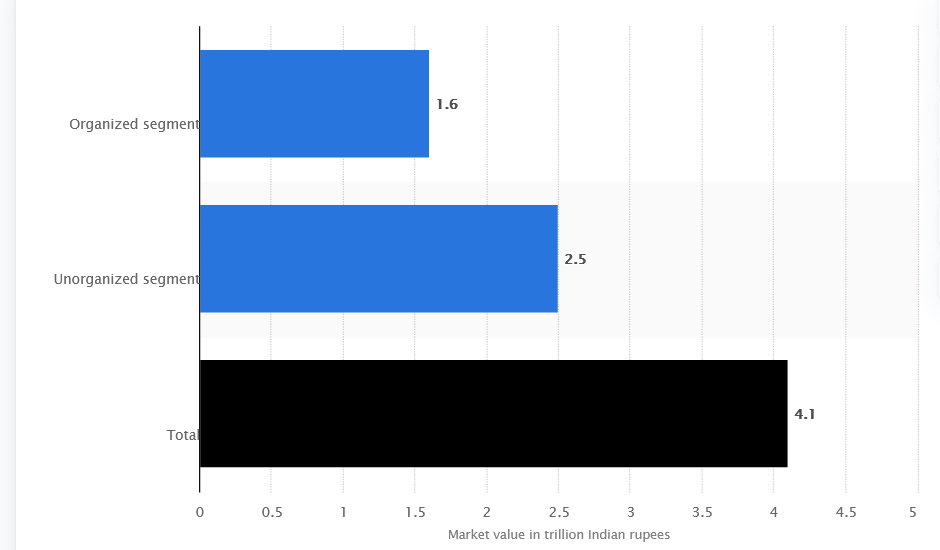 Organized segment
1.6
Unorganized segment
2.5
Total
4.1
0 0.5 1 1.5 2 2.5 3 3.5 4 4.5 5
Market value in trillion Indian rupees